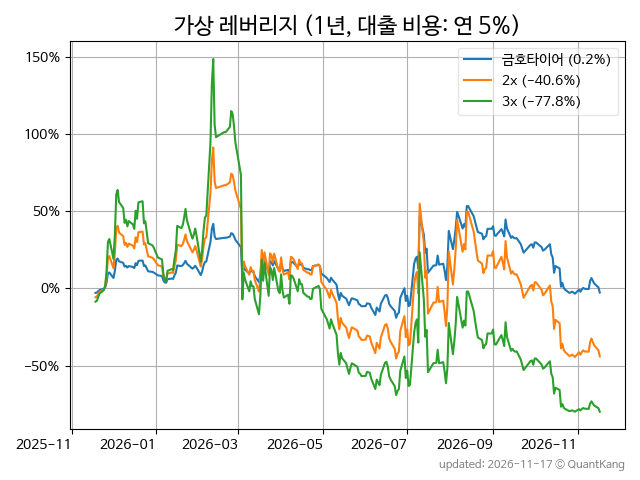 가상 레버리지 (1년, 대출 비용: 연 5%)
금호타이어 (0.2%)
2x (−40.6%)
3x (−77.8%)
150%
100%
50%
0%
−50%
2025-11
2026-01
2026-03
2026-05
2026-07
2026-09
2026-11
updated: 2026-11-17 © QuantKang